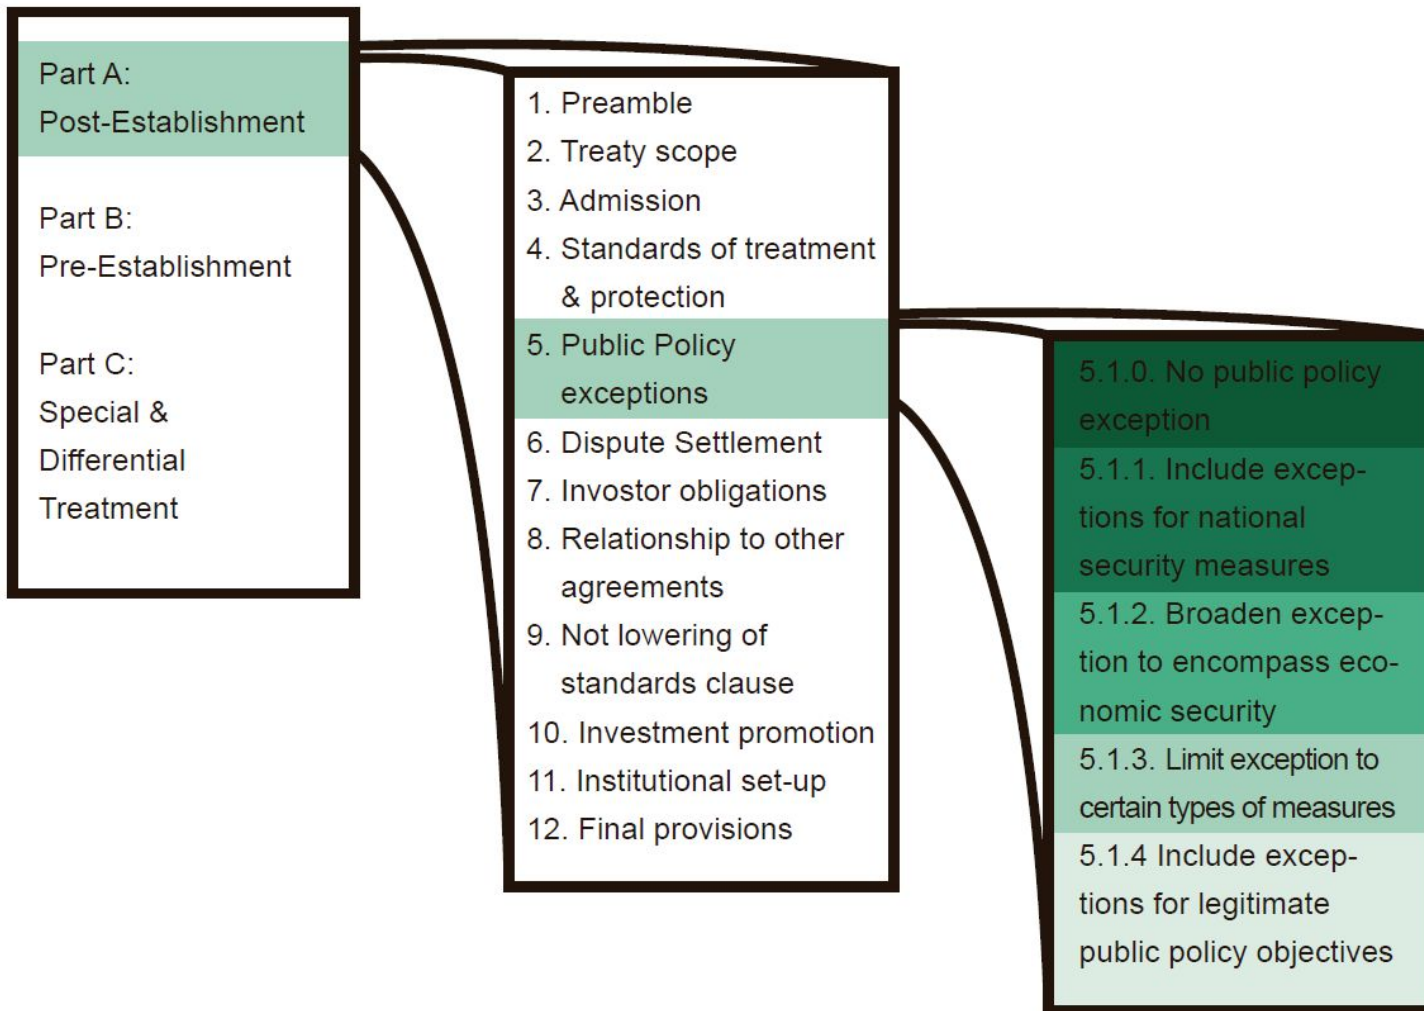 Part A:
Post-Establishment
Part B:
Pre-Establishment
Part C:
Special &
Differential
Treatment
1. Preamble
2. Treaty scope
3. Admission
4. Standards of treatment
& protection
5. Public Policy
exceptions
6. Dispute Settlement
7. Invostor obligations
8. Relationship to other
agreements
9. Not lowering of
standards clause
10. Investment promotion
11. Institutional set-up
12. Final provisions
5.1.0. No public policy
exception
5.1.1. Include excep-
tions for national
security measures
5.1.2. Broaden excep-
tion to encompass eco-
nomic security
5.1.3. Limit exception to
certain types of measures
5.1.4 Include excep-
tions for legitimate
public policy objectives